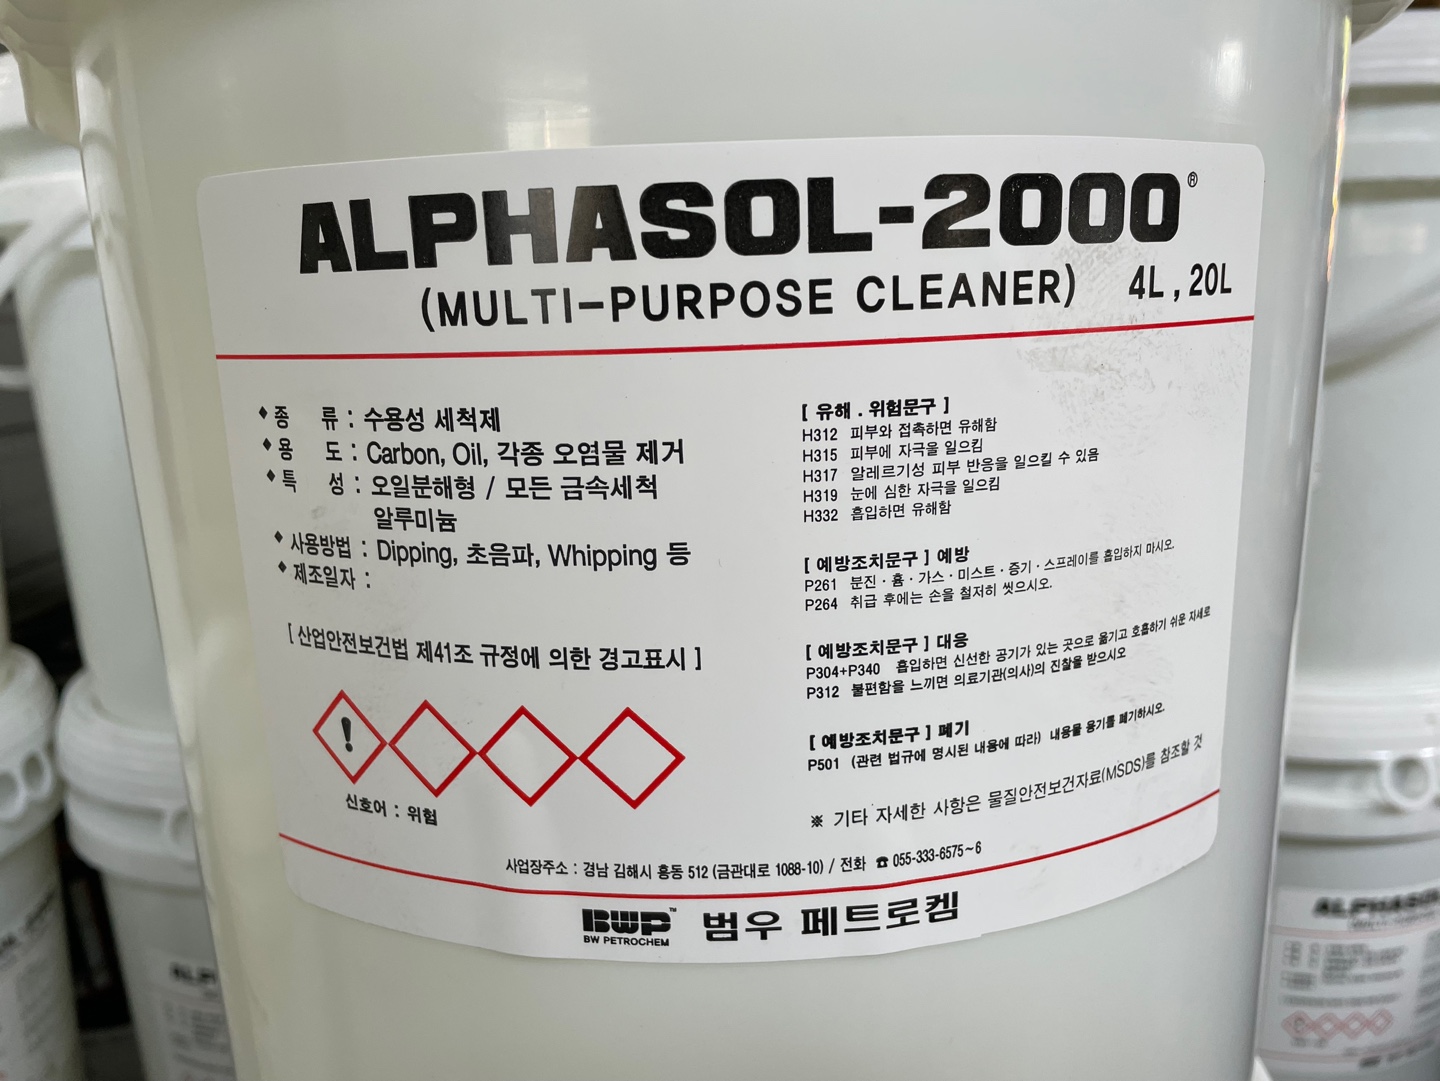 ALPHASOL-2000®
(MULTI-PURPOSE CLEANER) 4L , 20L
◆ 종 류 : 수용성 세척제
◆ 용 도 : Carbon, Oil, 각종 오염물 제거
◆ 특 성 : 오일분해형 / 모든 금속세척
알루미늄
◆ 사용방법 : Dipping, 초음파, Whipping 등
◆ 제조일자 :
[ 산업안전보건법 제41조 규정에 의한 경고표시 ]
!
신호어 : 위험
[ 유해 . 위험문구 ]
H312 피부와 접촉하면 유해함
H315 피부에 자극을 일으킴
H317 알레르기성 피부 반응을 일으킬 수 있음
H319 눈에 심한 자극을 일으킴
H332 흡입하면 유해함
[ 예방조치문구 ] 예방
P261 분진 · 흄 · 가스 · 미스트 · 증기 · 스프레이를 흡입하지 마시오.
P264 취급 후에는 손을 철저히 씻으시오.
[ 예방조치문구 ] 대응
P304+P340 흡입하면 신선한 공기가 있는 곳으로 옮기고 호흡하기 쉬운 자세로
P312 불편함을 느끼면 의료기관(의사)의 진찰을 받으시오
[ 예방조치문구 ] 폐기
P501 (관련 법규에 명시된 내용에 따라) 내용물 용기를 폐기하시오.
※ 기타 자세한 사항은 물질안전보건자료(MSDS)를 참조할 것
사업장주소 : 경남 김해시 흥동 512 (금관대로 1088-10) / 전화 ☎ 055-333-6575~6
BWP™ 범우 페트로켐
BW PETROCHEM
ALPHASOL